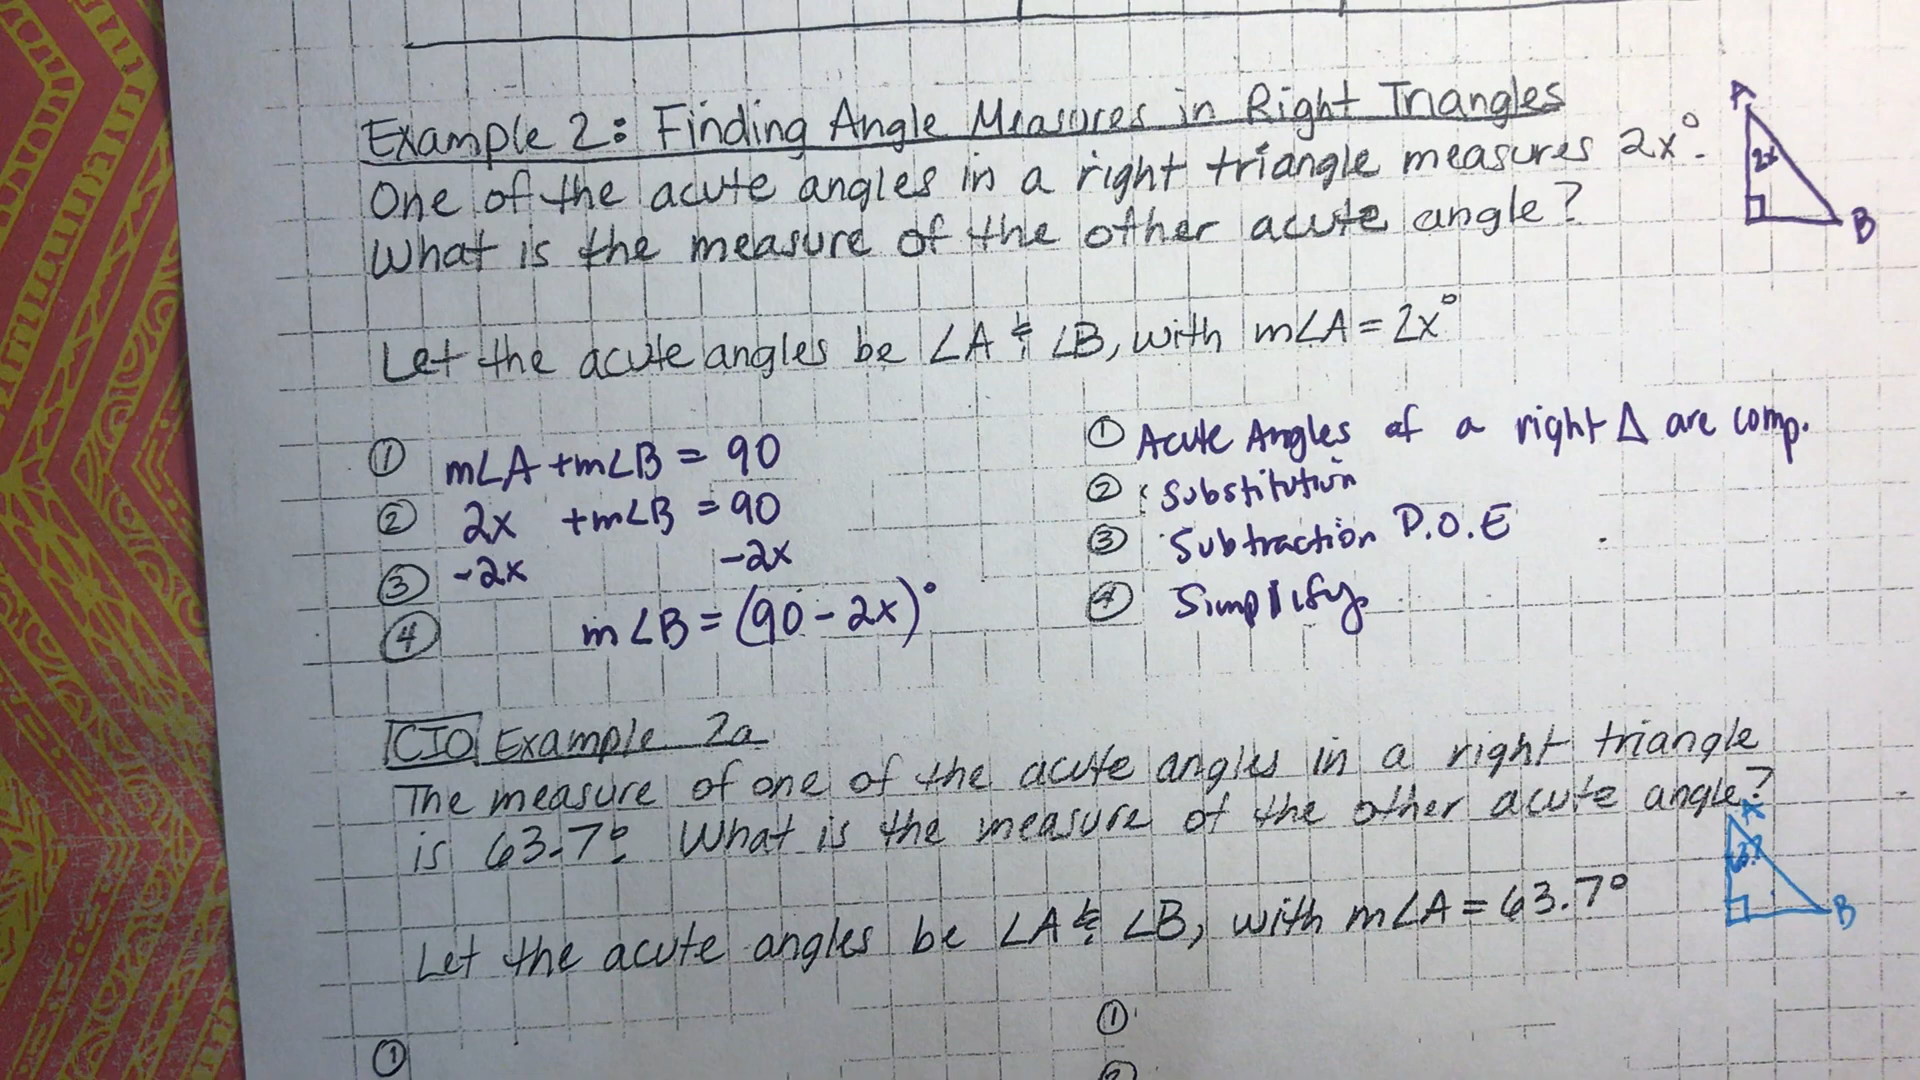 Example 2: Finding Angle Measures in Right Triangles
One of the acute angles in a right triangle measures 2x°.
What is the measure of the other acute angle?
A
2x
B
Let the acute angles be ∠A & ∠B, with m∠A = 2x°
① m∠A + m∠B = 90
② 2x + m∠B = 90
③ -2x -2x
④ m∠B = (90 - 2x)°
① Acute Angles of a right △ are comp.
② Substitution
③ Subtraction P.O.E
④ Simplify
CIO Example 2a
The measure of one of the acute angles in a right triangle
is 63.7°. What is the measure of the other acute angle?
B
Let the acute angles be ∠A & ∠B, with m∠A = 63.7°
①
①
②